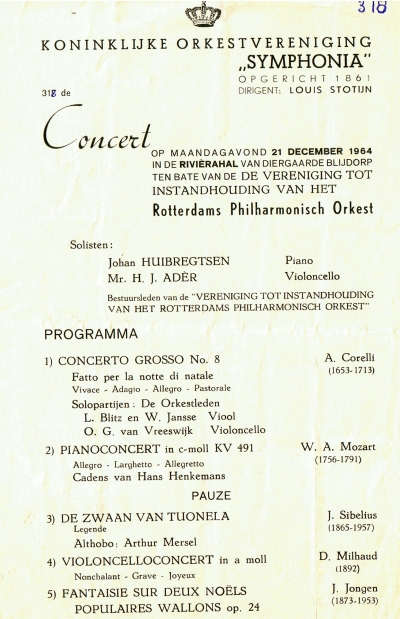 318
KONINKLIJKE ORKESTVERENIGING
„SYMPHONIA”
OPGERICHT 1861
318 de
DIRIGENT: LOUIS STOTIJN
Concert
OP MAANDAGAVOND 21 DECEMBER 1964
IN DE RIVIÈRAHAL VAN DIERGAARDE BLIJDORP
TEN BATE VAN DE DE VERENIGING TOT
INSTANDHOUDING VAN HET
Rotterdams Philharmonisch Orkest
Solisten:
Johan HUIBREGTSEN Piano
Mr. H. J. ADÈR Violoncello
Bestuursleden van de "VERENIGING TOT INSTANDHOUDING
VAN HET ROTTERDAMS PHILHARMONISCH ORKEST"
PROGRAMMA
1) CONCERTO GROSSO No. 8 A. Corelli
(1653-1713)
Fatto per la notte di natale
Vivace - Adagio - Allegro - Pastorale
Solopartijen: De Orkestleden
L. Blitz en W. Jansse Viool
O. G. van Vreeswijk Violoncello
2) PIANOCONCERT in c-moll KV 491 W. A. Mozart
Allegro - Larghetto - Allegretto (1756-1791)
Cadens van Hans Henkemans
PAUZE
3) DE ZWAAN VAN TUONELA J. Sibelius
Legende (1865-1957)
Althobo: Arthur Mersel
4) VIOLONCELLOCONCERT in a moll D. Milhaud
Nonchalant - Grave - Joyeux (1892)
5) FANTAISIE SUR DEUX NOËLS J. Jongen
POPULAIRES WALLONS op. 24 (1873-1953)